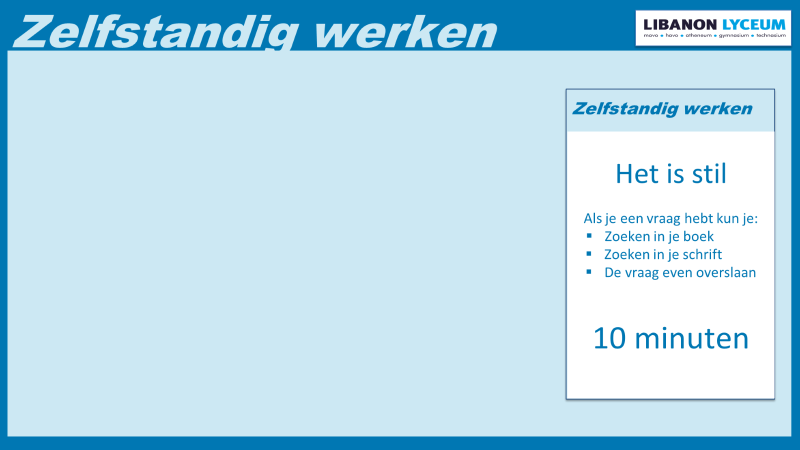 Zelfstandig werken
LIBANON LYCEUM
mavo • havo • atheneum • gymnasium • technasium
Zelfstandig werken
Het is stil
Als je een vraag hebt kun je:
▪ Zoeken in je boek
▪ Zoeken in je schrift
▪ De vraag even overslaan
10 minuten